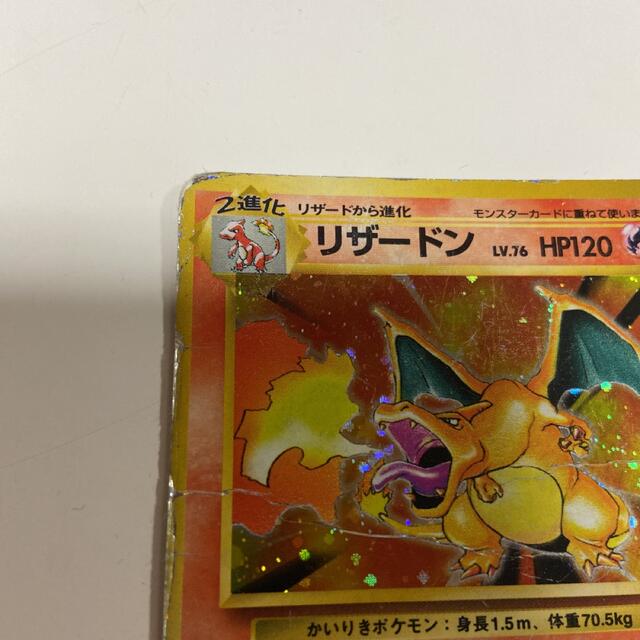 2進化 リザードから進化 モンスターカードに重ねて使いま
リザードン LV.76 HP120
かいりきポケモン：身長1.5m、体重70.5kg